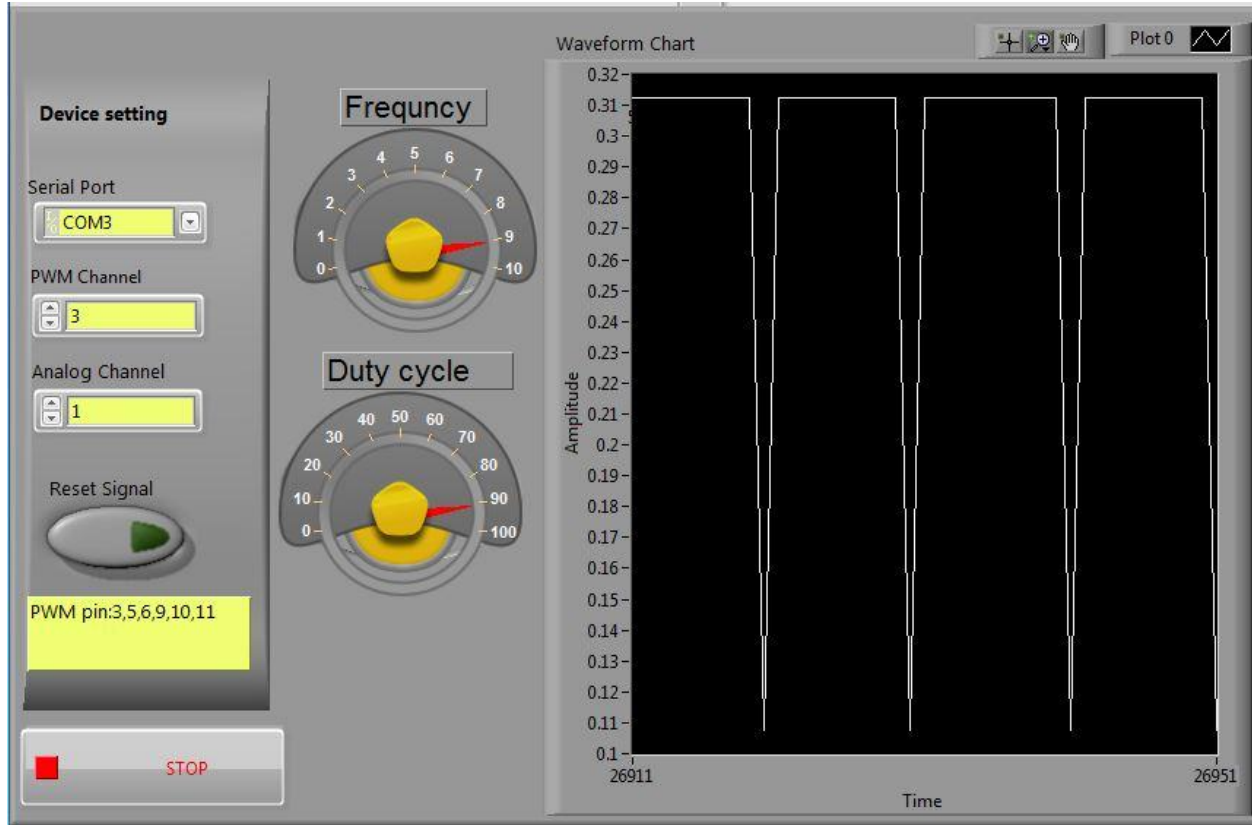 Device setting
Serial Port
COM3
PWM Channel
3
Analog Channel
1
Reset Signal
PWM pin:3,5,6,9,10,11
STOP
Frequncy
0 1 2 3 4 5 6 7 8 9 10
Duty cycle
0 10 20 30 40 50 60 70 80 90 100
Waveform Chart
Plot 0
Amplitude
0.32
0.31
0.3
0.29
0.28
0.27
0.26
0.25
0.24
0.23
0.22
0.21
0.2
0.19
0.18
0.17
0.16
0.15
0.14
0.13
0.12
0.11
0.1
26911 26951
Time